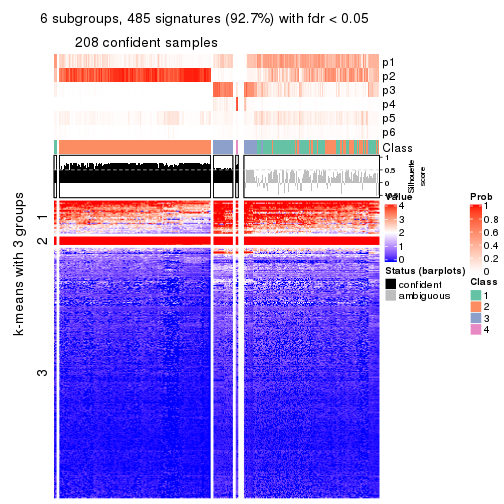 6 subgroups, 485 signatures (92.7%) with fdr < 0.05
208 confident samples
p1
p2
p3
p4
p5
p6
Class
1
0.5
0
Silhouette
score
k-means with 3 groups
1
2
3
Value
4
3
2
1
0
Status (barplots)
confident
ambiguous
Prob
1
0.8
0.6
0.4
0.2
0
Class
1
2
3
4